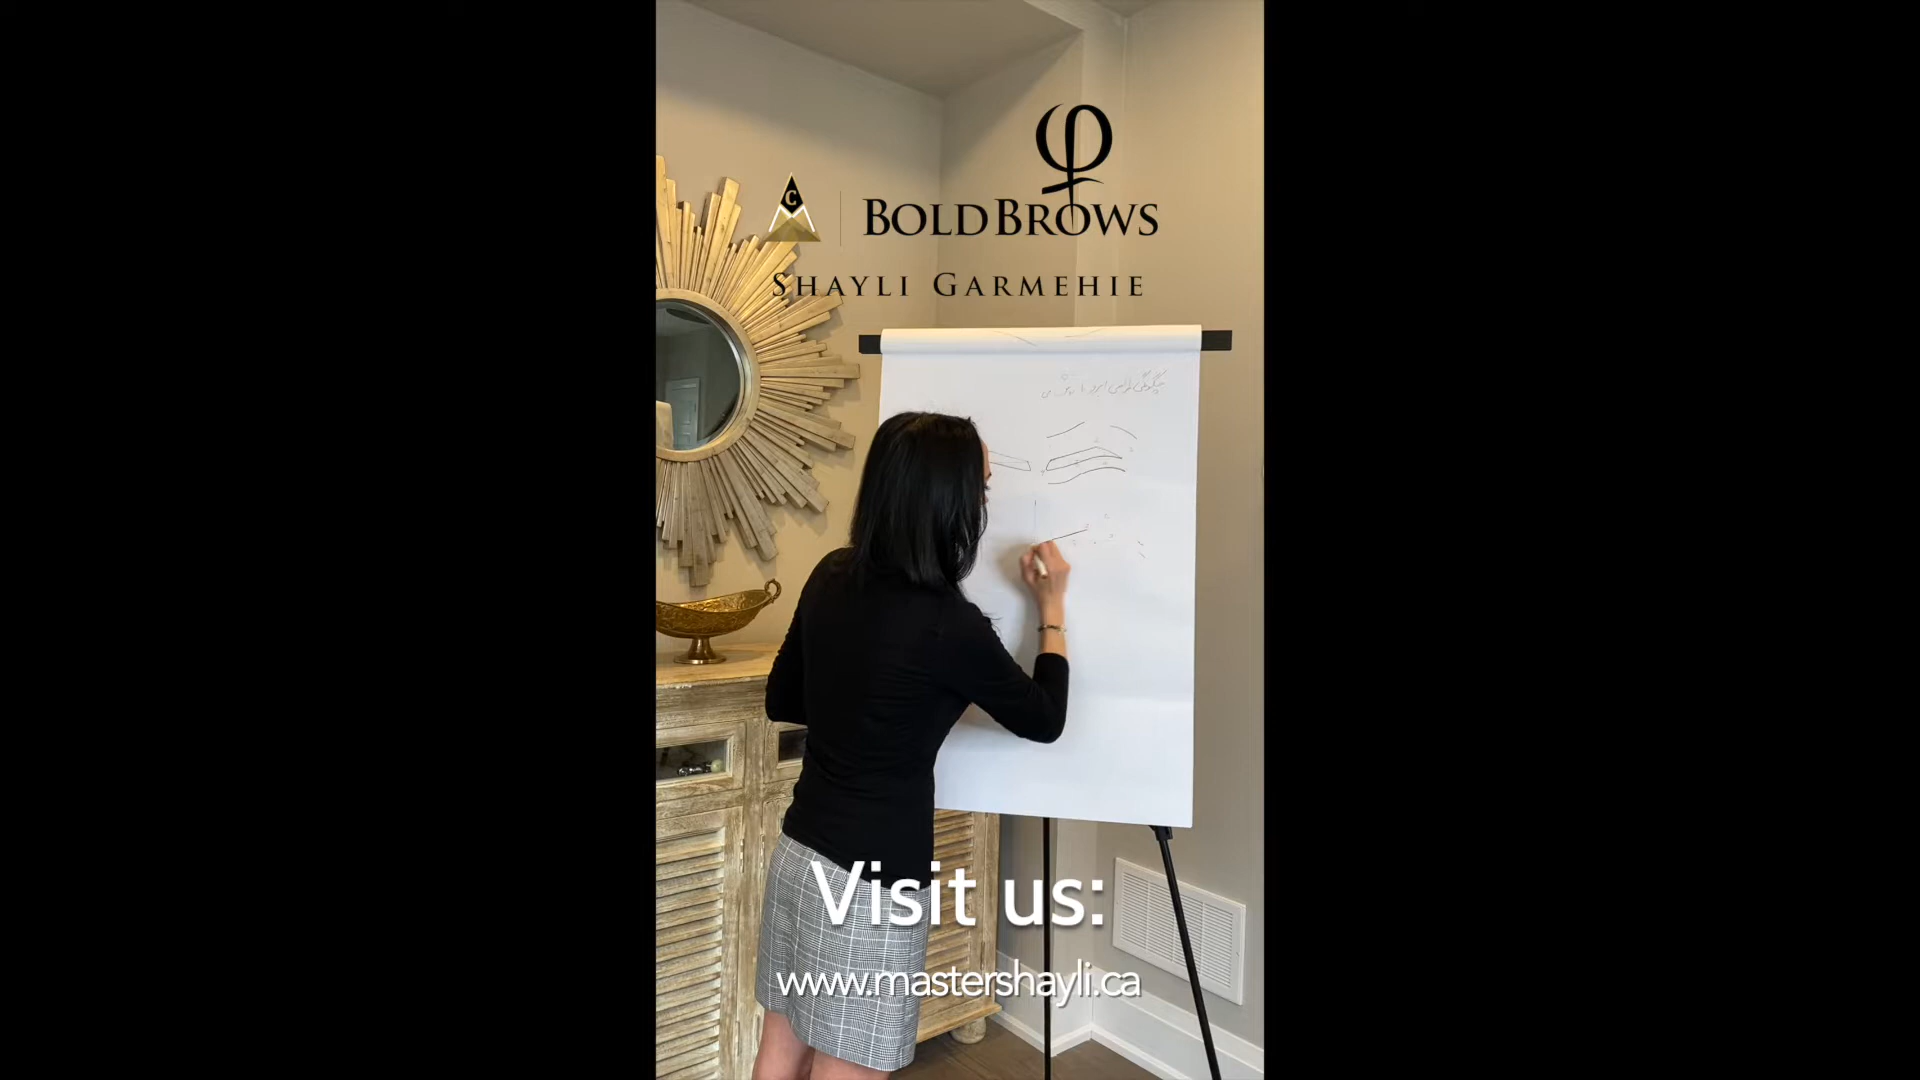 C
BOLD BROWS
SHAYLI GARMEHIE
Visit us:
www.mastershayli.ca